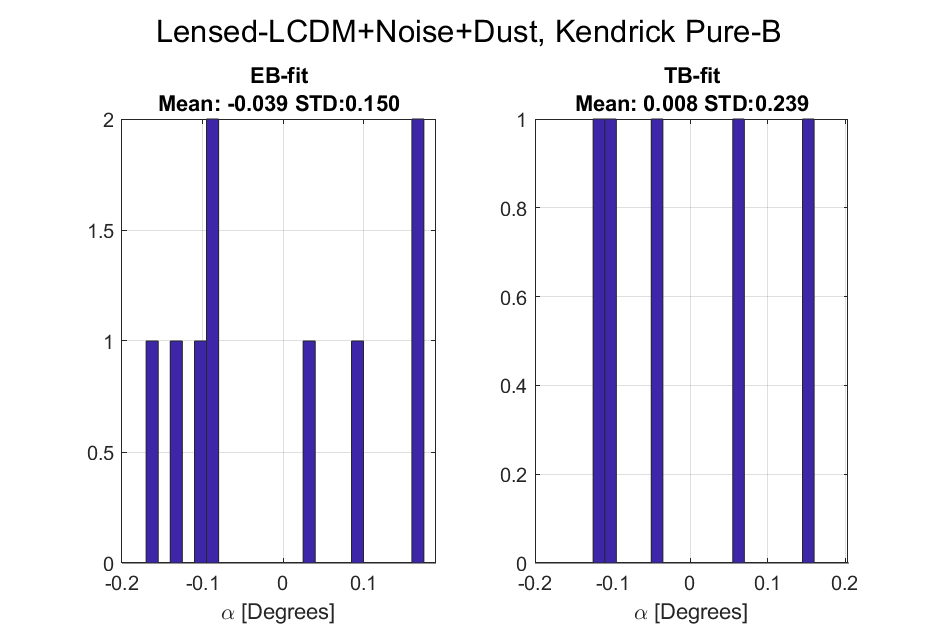 Lensed-LCDM+Noise+Dust, Kendrick Pure-B
EB-fit
Mean: -0.039 STD:0.150
2
1.5
1
0.5
0
-0.2
-0.1
0
0.1
α [Degrees]
TB-fit
Mean: 0.008 STD:0.239
1
0.8
0.6
0.4
0.2
0
-0.2
-0.1
0
0.1
0.2
α [Degrees]